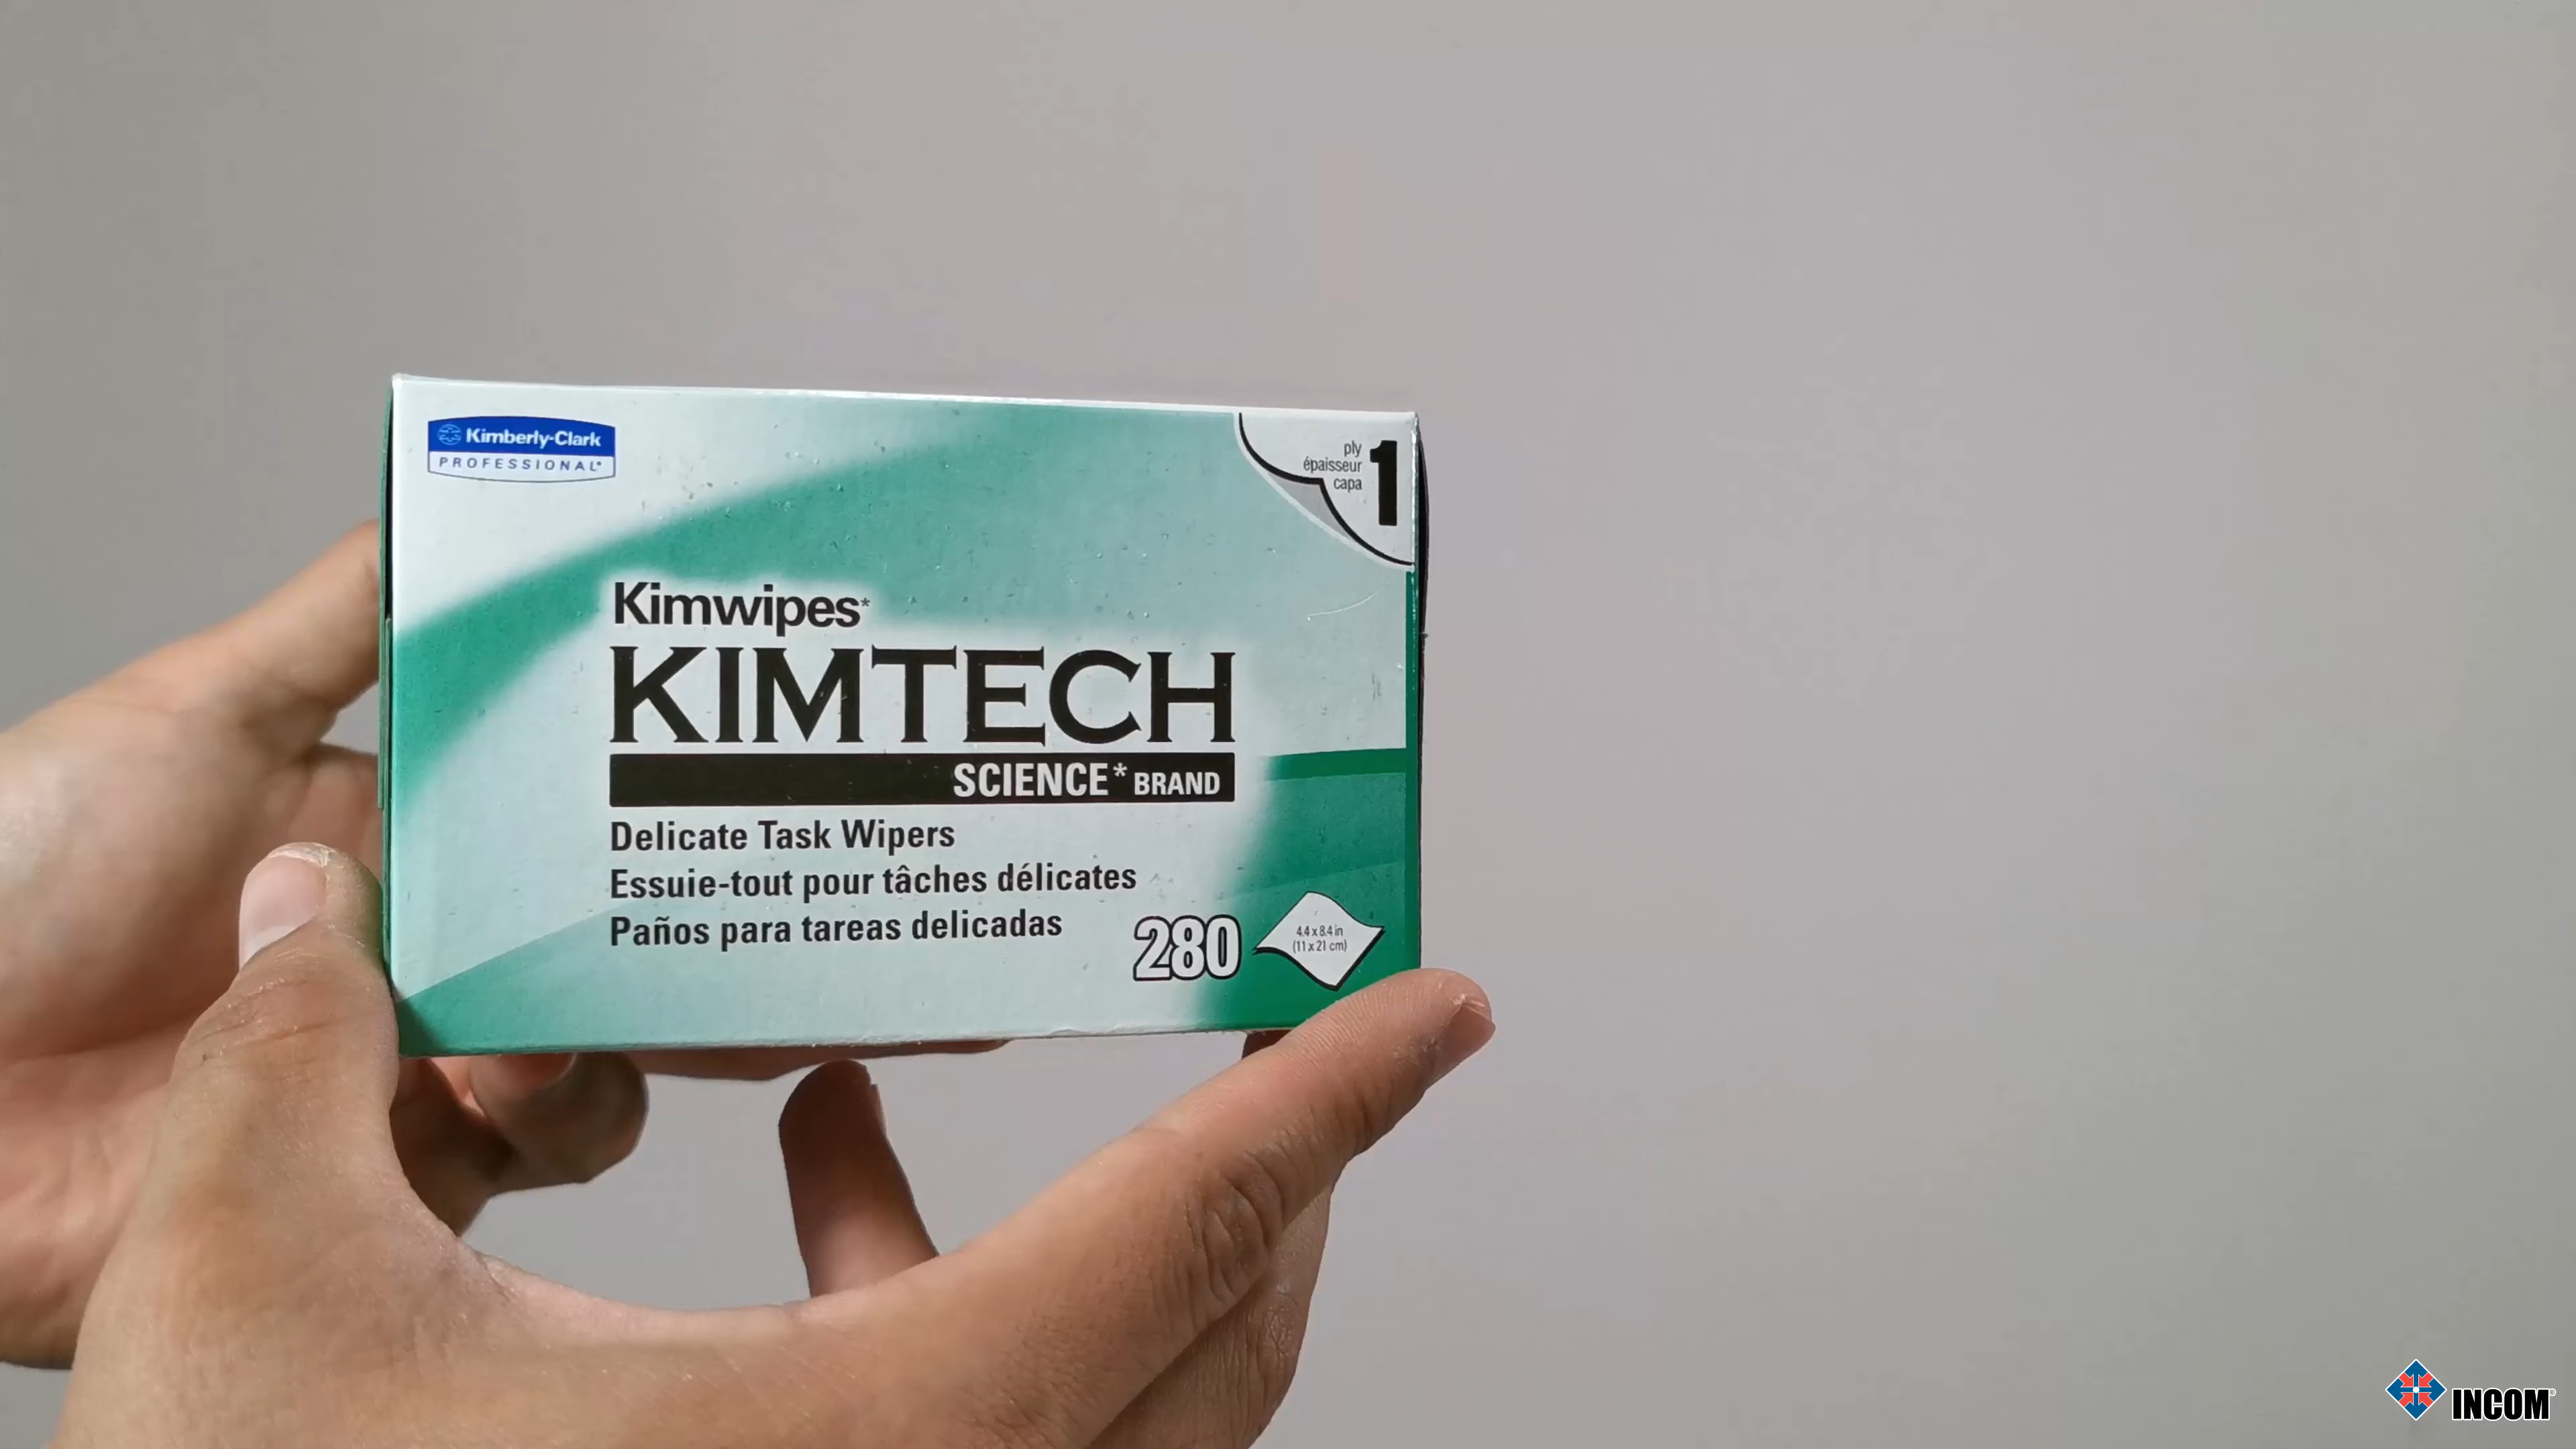 Kimberly-Clark
PROFESSIONAL*
ply
épaisseur
capa
1
Kimwipes*
KIMTECH
SCIENCE* BRAND
Delicate Task Wipers
Essuie-tout pour tâches délicates
Paños para tareas delicadas
280
4.4 x 8.4 in
(11 x 21 cm)
INCOM®